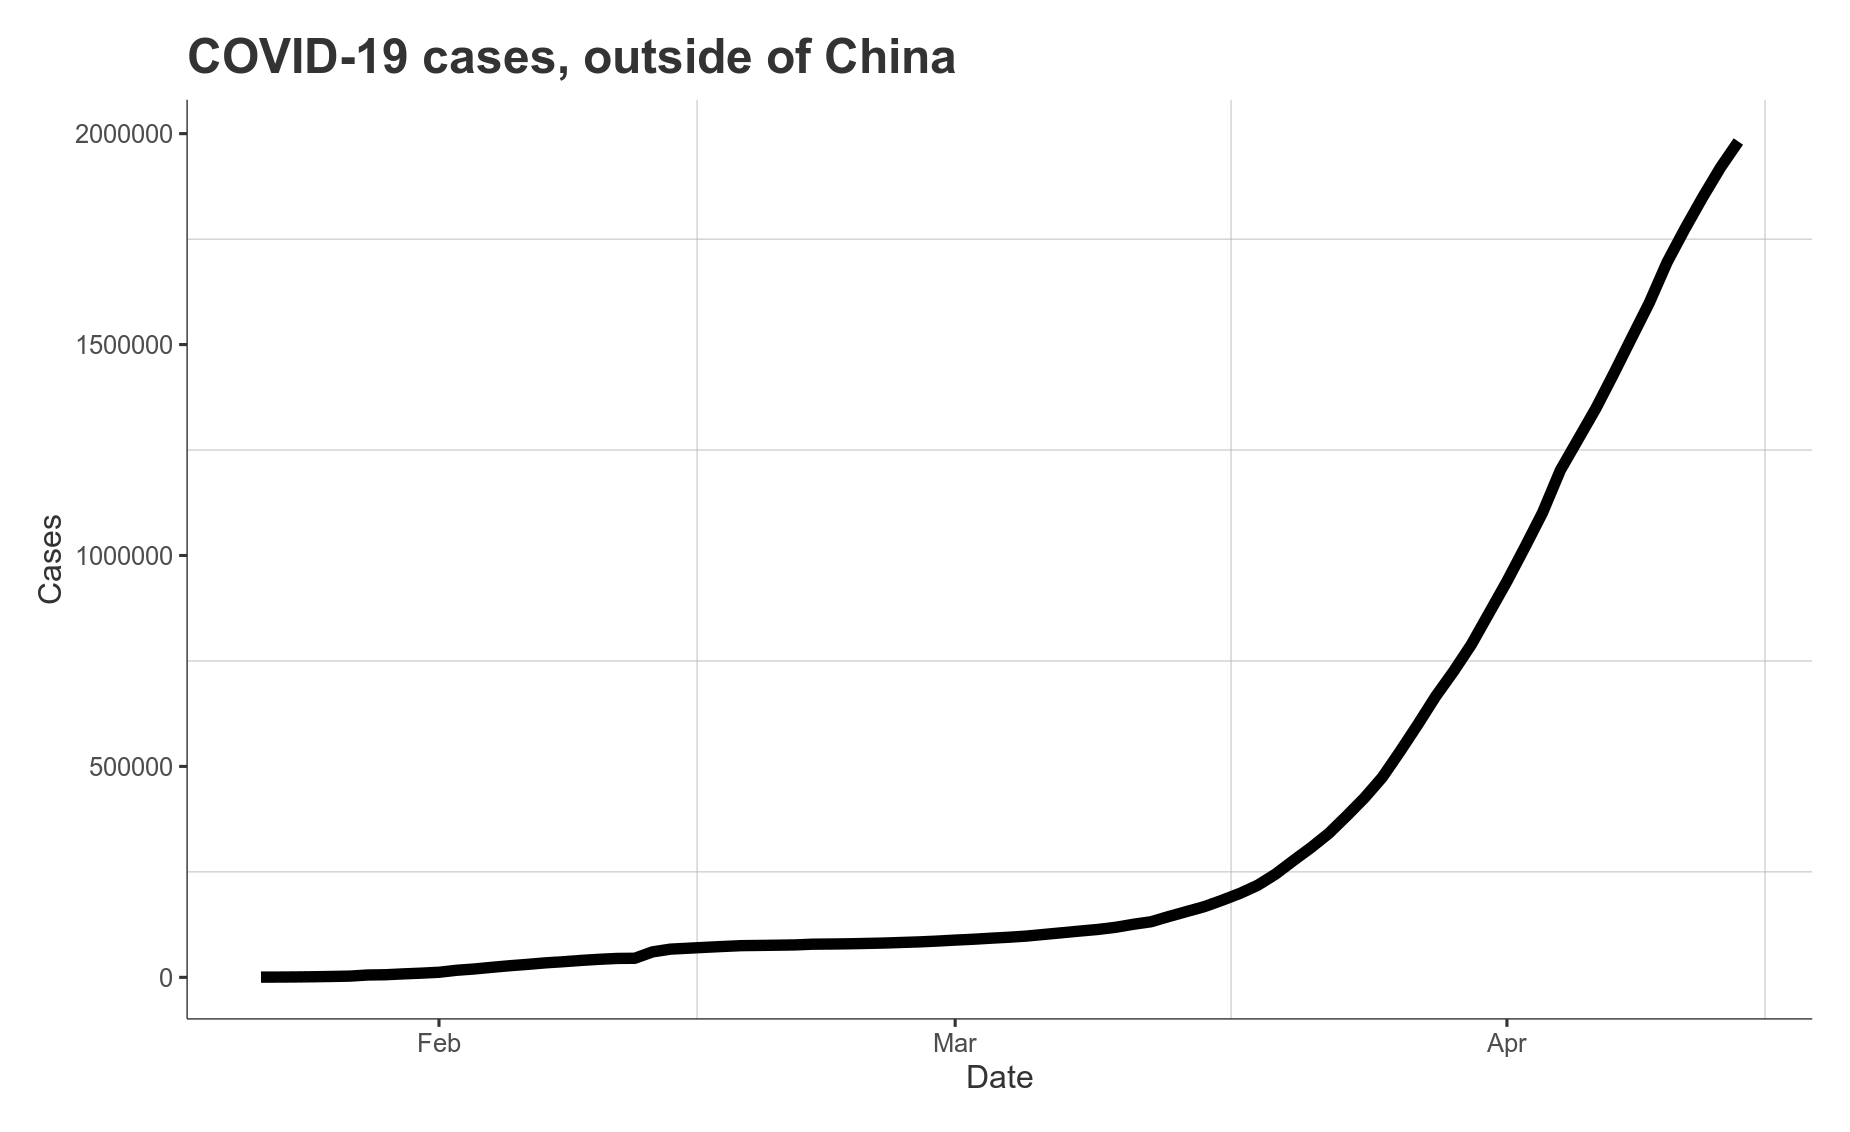 COVID-19 cases, outside of China
2000000
1500000
1000000
500000
0
Cases
Feb
Mar
Apr
Date